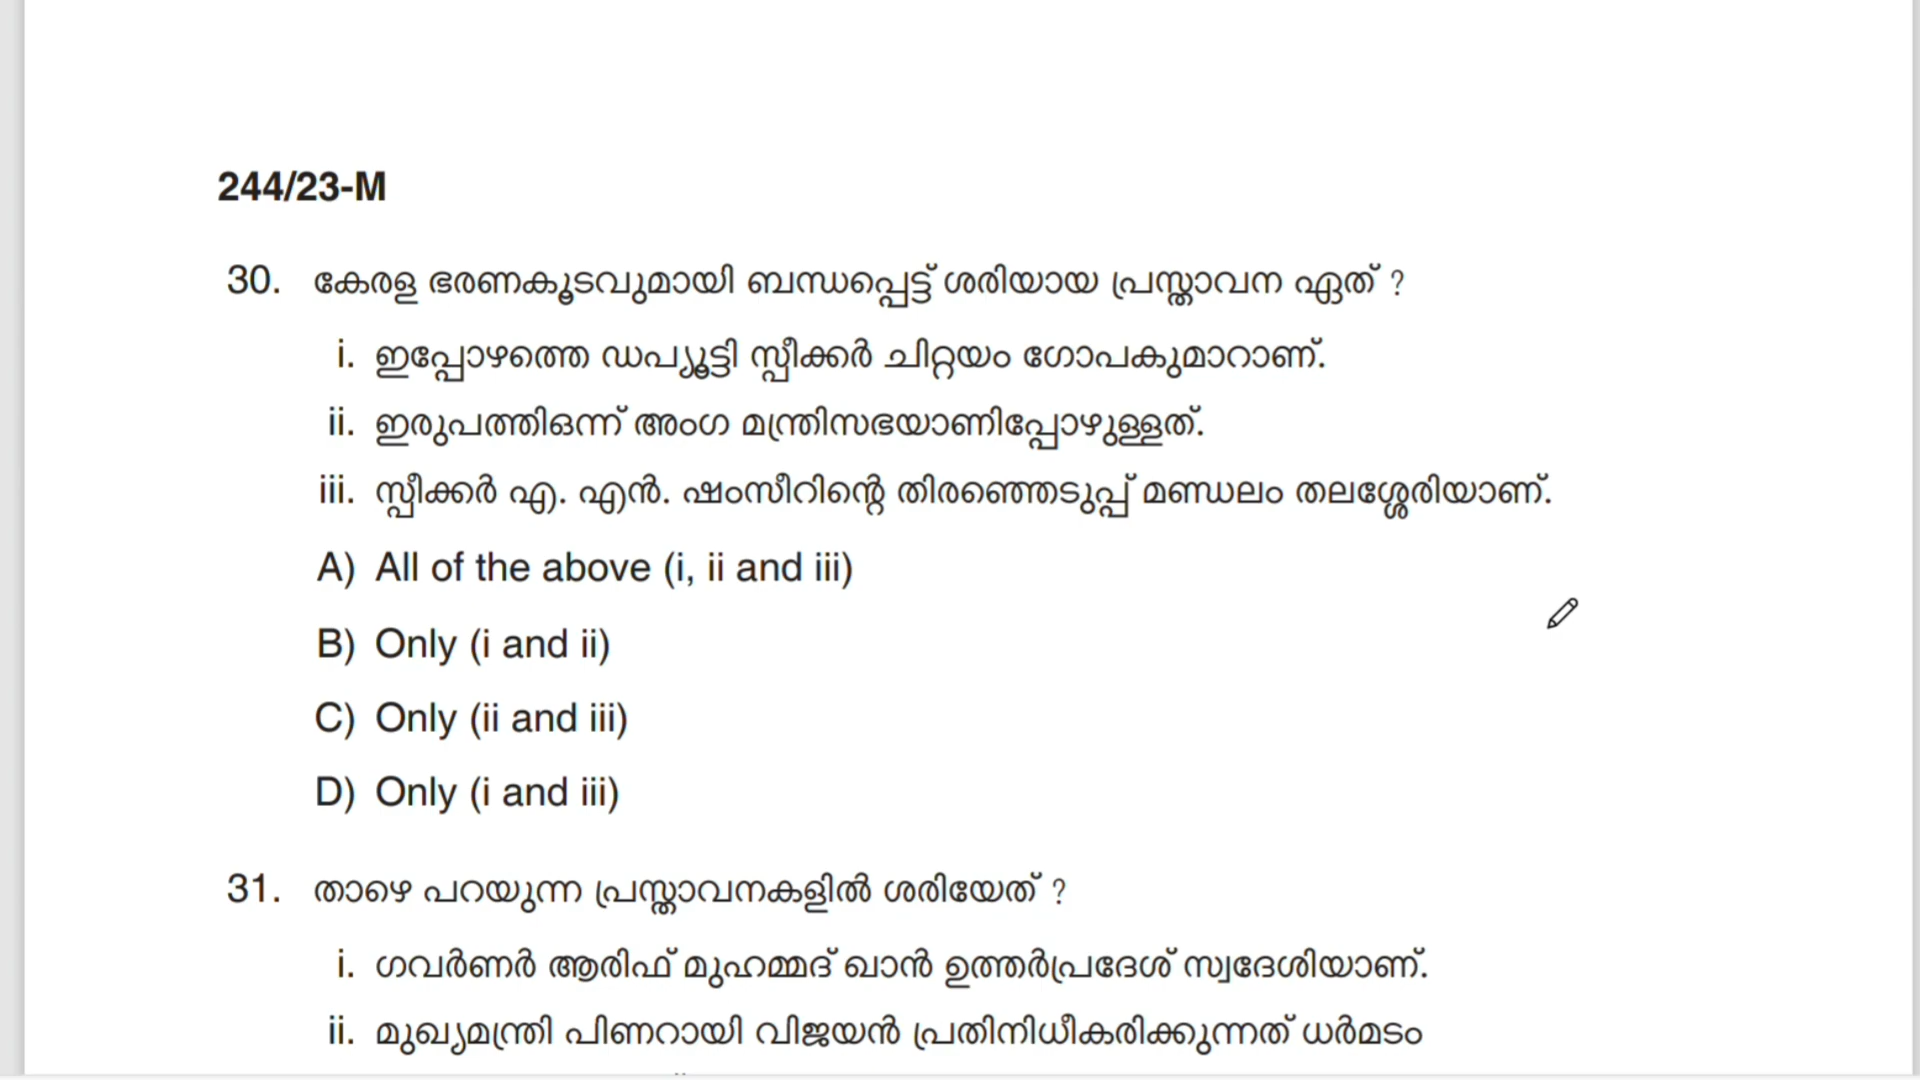 244/23-M
30. കേരള ഭരണകൂടവുമായി ബന്ധപ്പെട്ട് ശരിയായ പ്രസ്താവന ഏത് ?
i. ഇപ്പോഴത്തെ ഡപ്യൂട്ടി സ്പീക്കർ ചിറ്റയം ഗോപകുമാറാണ്.
ii. ഇരുപത്തിഒന്ന് അംഗ മന്ത്രിസഭയാണിപ്പോഴുള്ളത്.
iii. സ്പീക്കർ എ. എൻ. ഷംസീറിന്റെ തിരഞ്ഞെടുപ്പ് മണ്ഡലം തലശ്ശേരിയാണ്.
A) All of the above (i, ii and iii)
B) Only (i and ii)
C) Only (ii and iii)
D) Only (i and iii)
31. താഴെ പറയുന്ന പ്രസ്താവനകളിൽ ശരിയേത് ?
i. ഗവർണർ ആരിഫ് മുഹമ്മദ് ഖാൻ ഉത്തർപ്രദേശ് സ്വദേശിയാണ്.
ii. മുഖ്യമന്ത്രി പിണറായി വിജയൻ പ്രതിനിധീകരിക്കുന്നത് ധർമടം